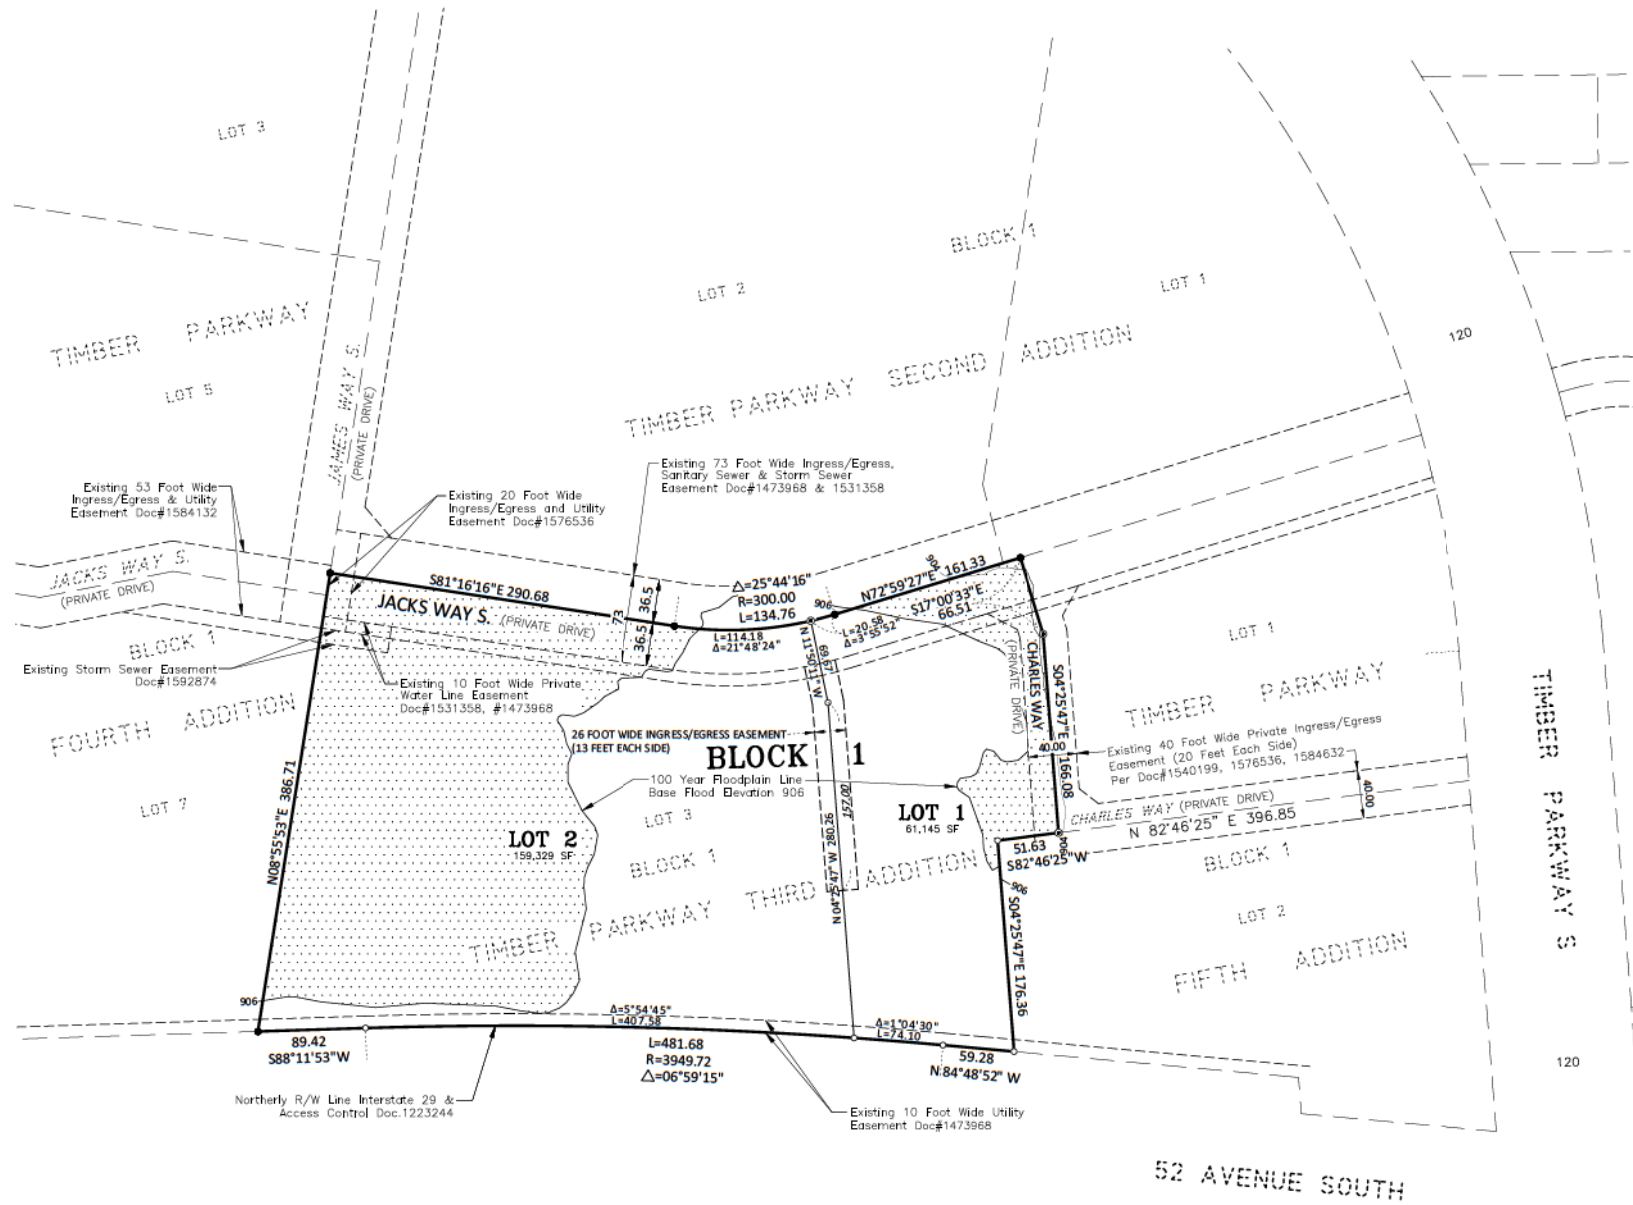 LOT 3
BLOCK 1
LOT 2
LOT 1
TIMBER PARKWAY
120
TIMBER PARKWAY SECOND ADDITION
LOT 5
JAMES WAY S.
(PRIVATE DRIVE)
Existing 73 Foot Wide Ingress/Egress,
Sanitary Sewer & Storm Sewer
Easement Doc#1473968 & 1531358
Existing 53 Foot Wide
Ingress/Egress & Utility
Easement Doc#1584132
Existing 20 Foot Wide
Ingress/Egress and Utility
Easement Doc#1576536
JACKS WAY S.
(PRIVATE DRIVE)
S81°16'16"E 290.68
JACKS WAY S. (PRIVATE DRIVE)
73
36.5
36.5
Δ=25°44'16"
R=300.00
L=134.76
L=114.18
Δ=21°48'24"
906
904
N72°59'27"E 161.33
S17°00'33"E
66.51
L=20.58
Δ=3°55'52"
N 11°50'11" W
69.67
BLOCK 1
Existing Storm Sewer Easement
Doc#1592874
Existing 10 Foot Wide Private
Water Line Easement
Doc#1531358, #1473968
FOURTH ADDITION
LOT 7
N08°55'53"E 386.71
26 FOOT WIDE INGRESS/EGRESS EASEMENT
(13 FEET EACH SIDE)
BLOCK 1
100 Year Floodplain Line
Base Flood Elevation 906
LOT 3
BLOCK 1
LOT 2
159,329 SF
TIMBER PARKWAY THIRD ADDITION
157.00
N 04°25'47" W 280.26
LOT 1
61,145 SF
CHARLES WAY
(PRIVATE DRIVE)
S04°25'47"E 166.08
40.00
LOT 1
TIMBER PARKWAY
Existing 40 Foot Wide Private Ingress/Egress
Easement (20 Feet Each Side)
Per Doc#1540199, 1576536, 1584632
CHARLES WAY (PRIVATE DRIVE)
N 82°46'25" E 396.85
40.00
51.63
S82°46'25"W
904
906
S04°25'47"E 176.36
BLOCK 1
LOT 2
FIFTH ADDITION
TIMBER PARKWAY S
906
89.42
S88°11'53"W
Δ=5°54'45"
L=407.58
L=481.68
R=3949.72
Δ=06°59'15"
Δ=1°04'30"
L=74.10
59.28
N 84°48'52" W
120
Northerly R/W Line Interstate 29 &
Access Control Doc.1223244
Existing 10 Foot Wide Utility
Easement Doc#1473968
52 AVENUE SOUTH